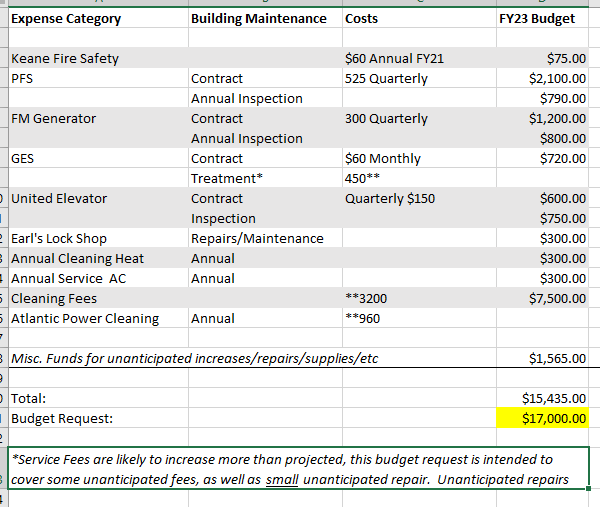 Expense Category Building Maintenance Costs FY23 Budget
Keane Fire Safety $60 Annual FY21 $75.00
PFS Contract 525 Quarterly $2,100.00
Annual Inspection $790.00
FM Generator Contract 300 Quarterly $1,200.00
Annual Inspection $800.00
GES Contract $60 Monthly $720.00
Treatment* 450**
United Elevator Contract Quarterly $150 $600.00
Inspection $750.00
Earl's Lock Shop Repairs/Maintenance $300.00
Annual Cleaning Heat Annual $300.00
Annual Service AC Annual $300.00
Cleaning Fees **3200 $7,500.00
Atlantic Power Cleaning Annual **960
Misc. Funds for unanticipated increases/repairs/supplies/etc $1,565.00
Total: $15,435.00
Budget Request: $17,000.00
*Service Fees are likely to increase more than projected, this budget request is intended to
cover some unanticipated fees, as well as small unanticipated repair. Unanticipated repairs